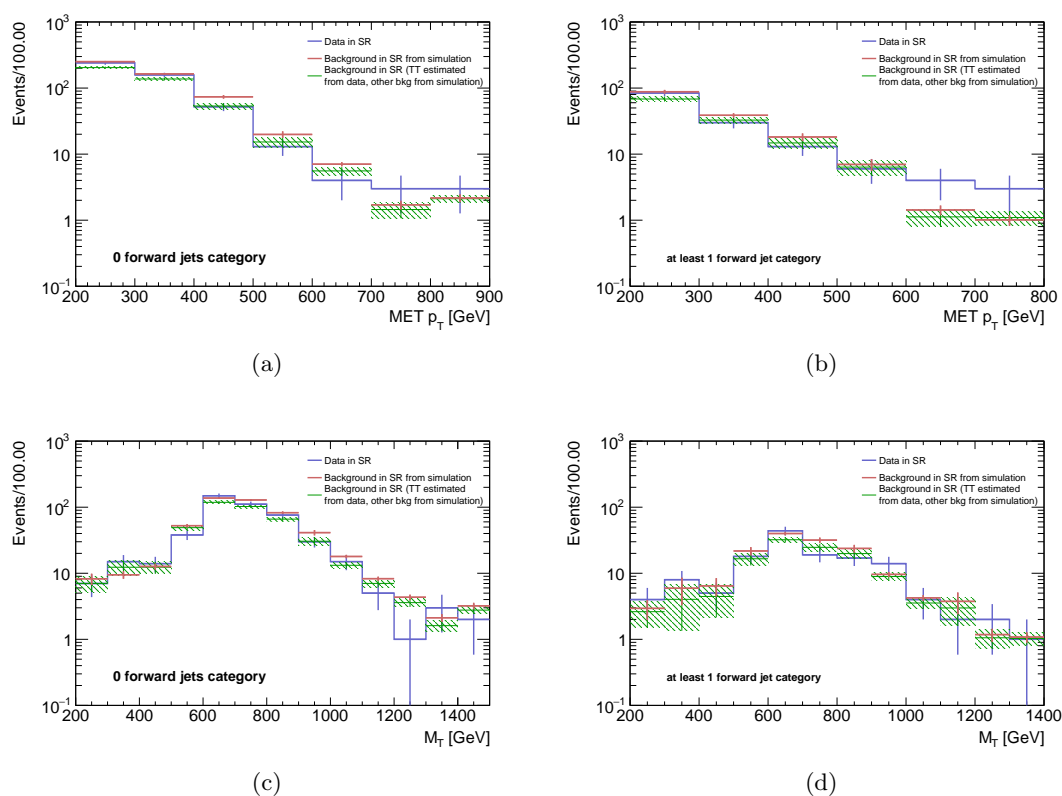 Events/100.00
10³
10²
10
1
10⁻¹
Data in SR
Background in SR from simulation
Background in SR (TT estimated
from data, other bkg from simulation)
0 forward jets category
200 300 400 500 600 700 800 900
MET p_T [GeV]
(a)
Events/100.00
10³
10²
10
1
10⁻¹
Data in SR
Background in SR from simulation
Background in SR (TT estimated
from data, other bkg from simulation)
at least 1 forward jet category
200 300 400 500 600 700 800
MET p_T [GeV]
(b)
Events/100.00
10³
10²
10
1
10⁻¹
Data in SR
Background in SR from simulation
Background in SR (TT estimated
from data, other bkg from simulation)
0 forward jets category
200 400 600 800 1000 1200 1400
M_T [GeV]
(c)
Events/100.00
10³
10²
10
1
10⁻¹
Data in SR
Background in SR from simulation
Background in SR (TT estimated
from data, other bkg from simulation)
at least 1 forward jet category
200 400 600 800 1000 1200 1400
M_T [GeV]
(d)